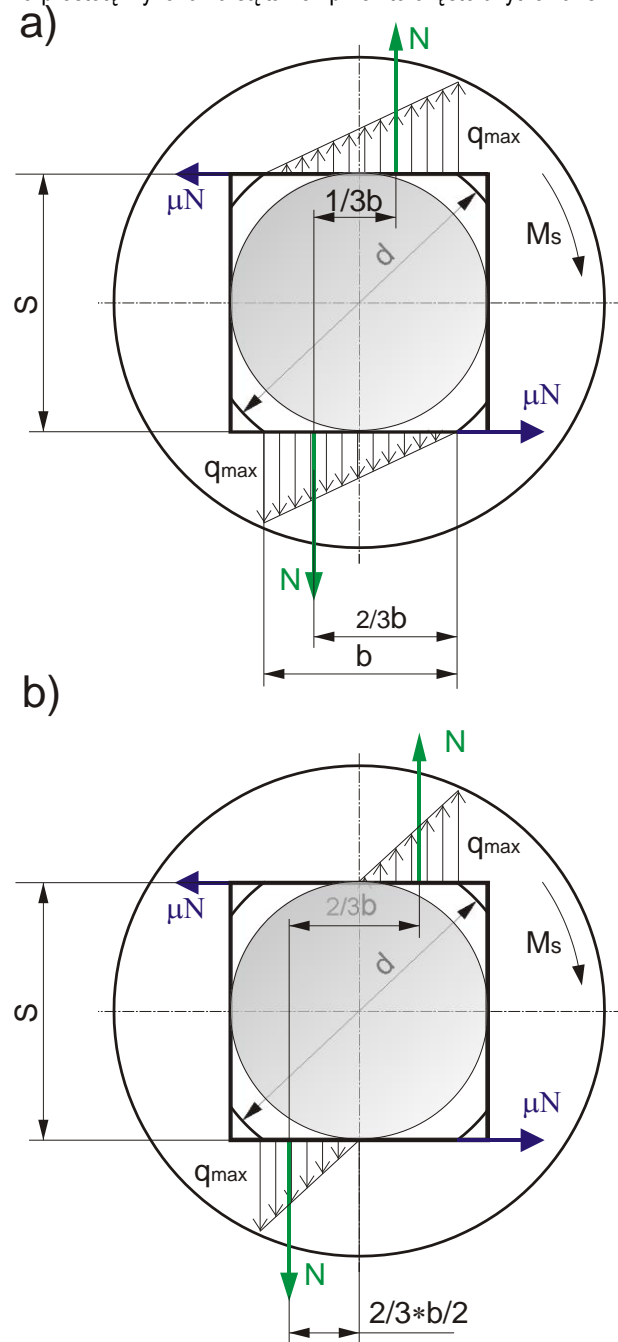 a)
N
qmax
μN
1/3b
Ms
d
S
μN
qmax
N
2/3b
b
b)
N
qmax
μN
2/3b
Ms
d
S
μN
qmax
N
2/3*b/2